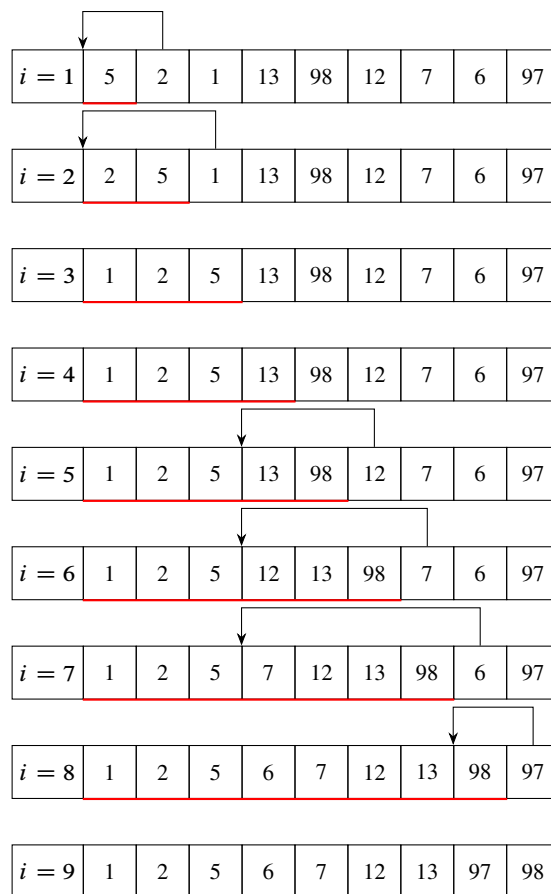 i = 1 5 2 1 13 98 12 7 6 97
i = 2 2 5 1 13 98 12 7 6 97
i = 3 1 2 5 13 98 12 7 6 97
i = 4 1 2 5 13 98 12 7 6 97
i = 5 1 2 5 13 98 12 7 6 97
i = 6 1 2 5 12 13 98 7 6 97
i = 7 1 2 5 7 12 13 98 6 97
i = 8 1 2 5 6 7 12 13 98 97
i = 9 1 2 5 6 7 12 13 97 98